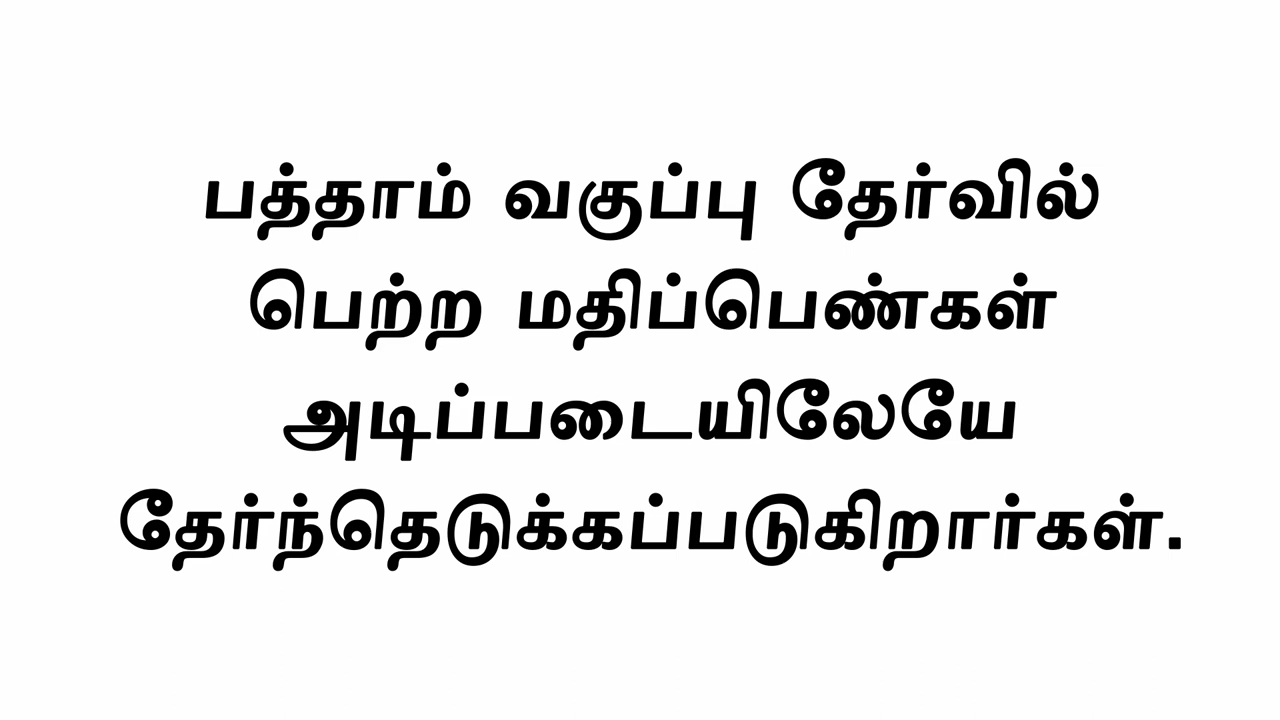 பத்தாம் வகுப்பு தேர்வில்
பெற்ற மதிப்பெண்கள்
அடிப்படையிலேயே
தேர்ந்தெடுக்கப்படுகிறார்கள்.